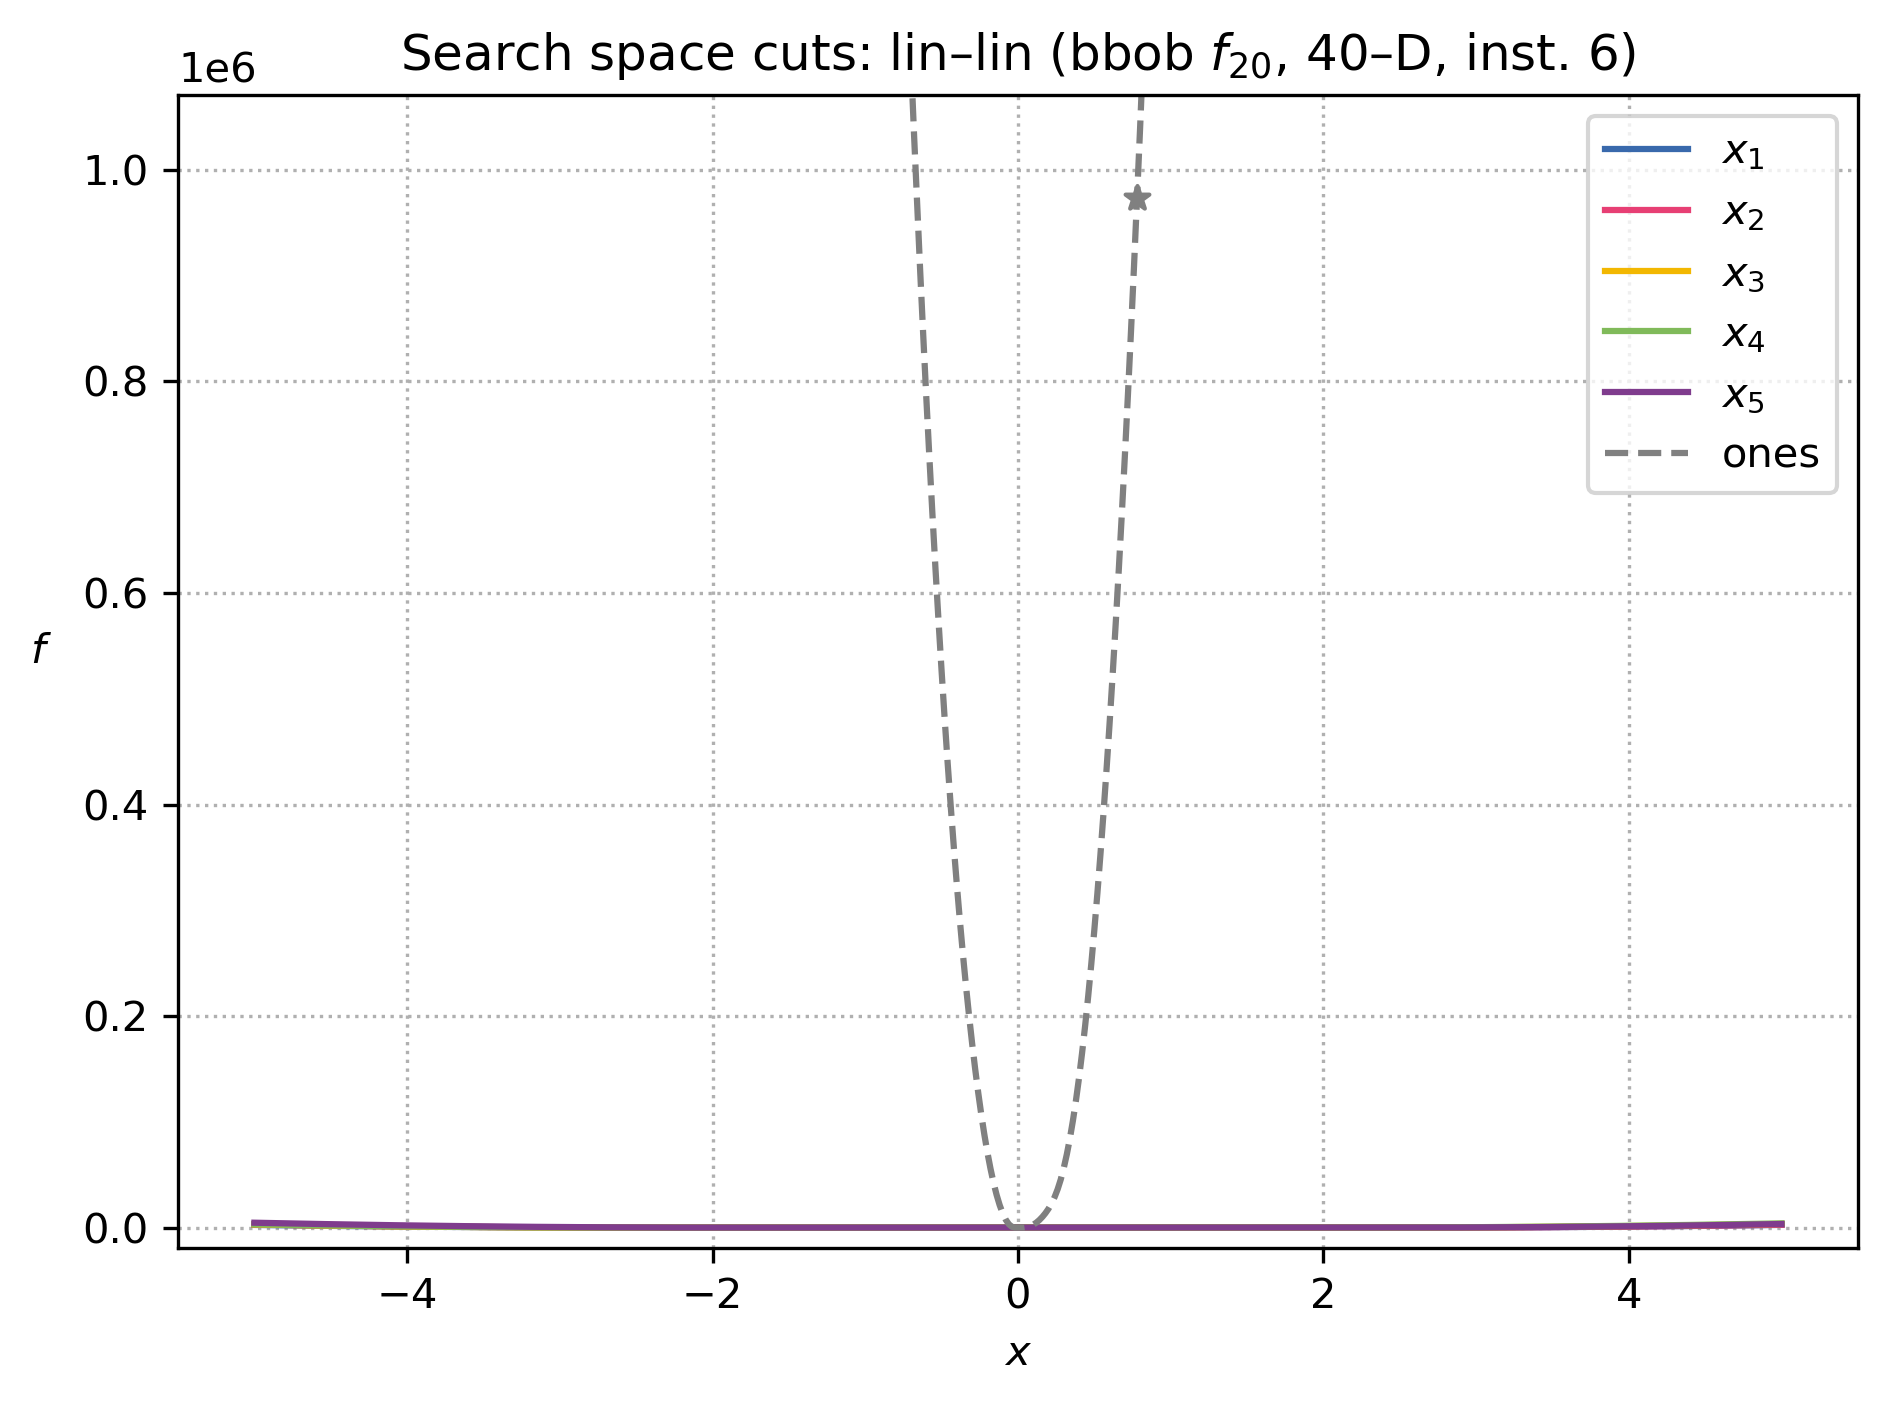 Search space cuts: lin–lin (bbob f₂₀, 40–D, inst. 6)
1e6
1.0
0.8
0.6
0.4
0.2
0.0
f
−4
−2
0
2
4
x
x₁
x₂
x₃
x₄
x₅
ones